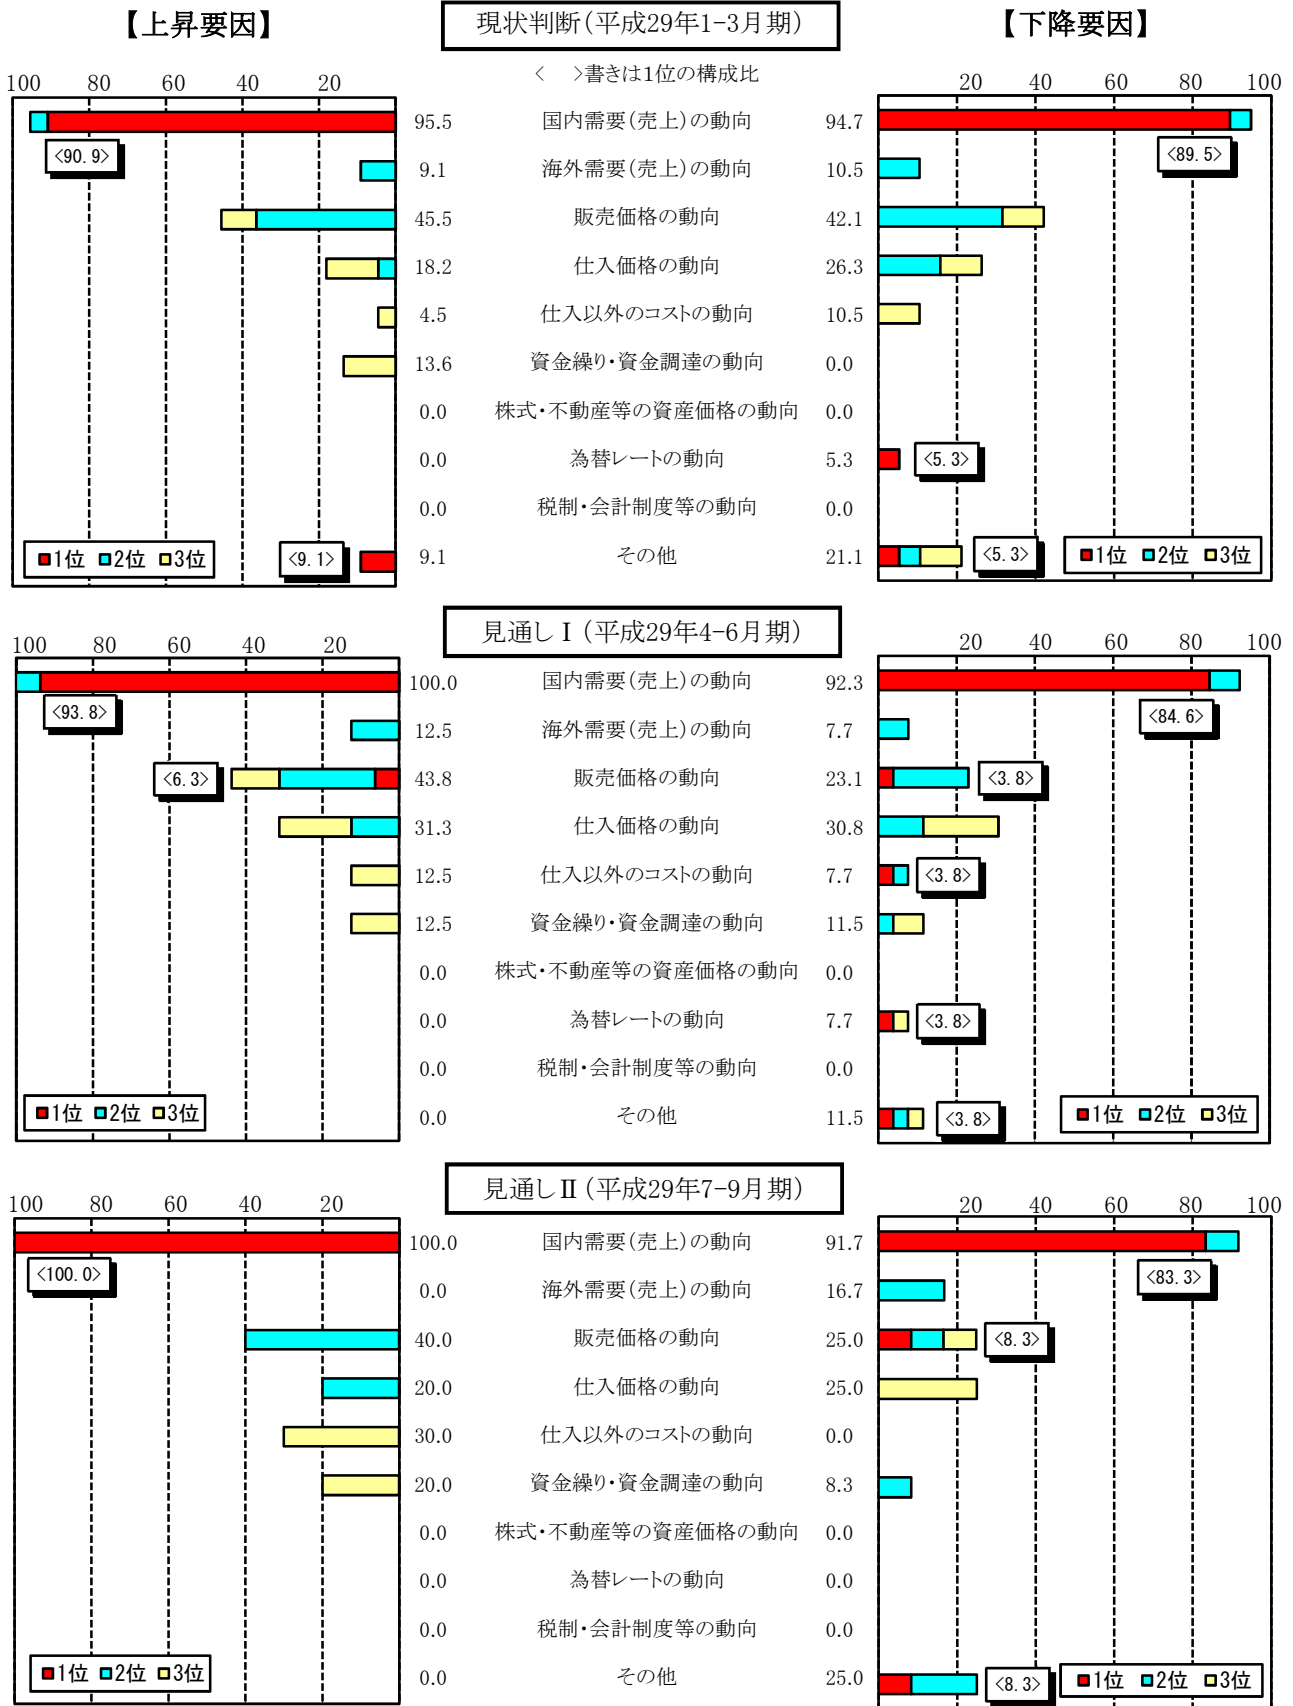 【上昇要因】
現状判断(平成29年1-3月期)
【下降要因】
〈　〉書きは1位の構成比
100 80 60 40 20
20 40 60 80 100
95.5 国内需要(売上)の動向 94.7
<90.9>
<89.5>
9.1 海外需要(売上)の動向 10.5
45.5 販売価格の動向 42.1
18.2 仕入価格の動向 26.3
4.5 仕入以外のコストの動向 10.5
13.6 資金繰り・資金調達の動向 0.0
0.0 株式・不動産等の資産価格の動向 0.0
0.0 為替レートの動向 5.3 <5.3>
0.0 税制・会計制度等の動向 0.0
■1位 ■2位 □3位 <9.1> 9.1 その他 21.1 <5.3> ■1位 ■2位 □3位
見通しⅠ(平成29年4-6月期)
100 80 60 40 20
20 40 60 80 100
100.0 国内需要(売上)の動向 92.3
<93.8>
<84.6>
12.5 海外需要(売上)の動向 7.7
<6.3> 43.8 販売価格の動向 23.1 <3.8>
31.3 仕入価格の動向 30.8
12.5 仕入以外のコストの動向 7.7 <3.8>
12.5 資金繰り・資金調達の動向 11.5
0.0 株式・不動産等の資産価格の動向 0.0
0.0 為替レートの動向 7.7 <3.8>
0.0 税制・会計制度等の動向 0.0
■1位 ■2位 □3位 0.0 その他 11.5 <3.8> ■1位 ■2位 □3位
見通しⅡ(平成29年7-9月期)
100 80 60 40 20
20 40 60 80 100
100.0 国内需要(売上)の動向 91.7
<100.0>
<83.3>
0.0 海外需要(売上)の動向 16.7
40.0 販売価格の動向 25.0 <8.3>
20.0 仕入価格の動向 25.0
30.0 仕入以外のコストの動向 0.0
20.0 資金繰り・資金調達の動向 8.3
0.0 株式・不動産等の資産価格の動向 0.0
0.0 為替レートの動向 0.0
0.0 税制・会計制度等の動向 0.0
■1位 ■2位 □3位 0.0 その他 25.0 <8.3> ■1位 ■2位 □3位